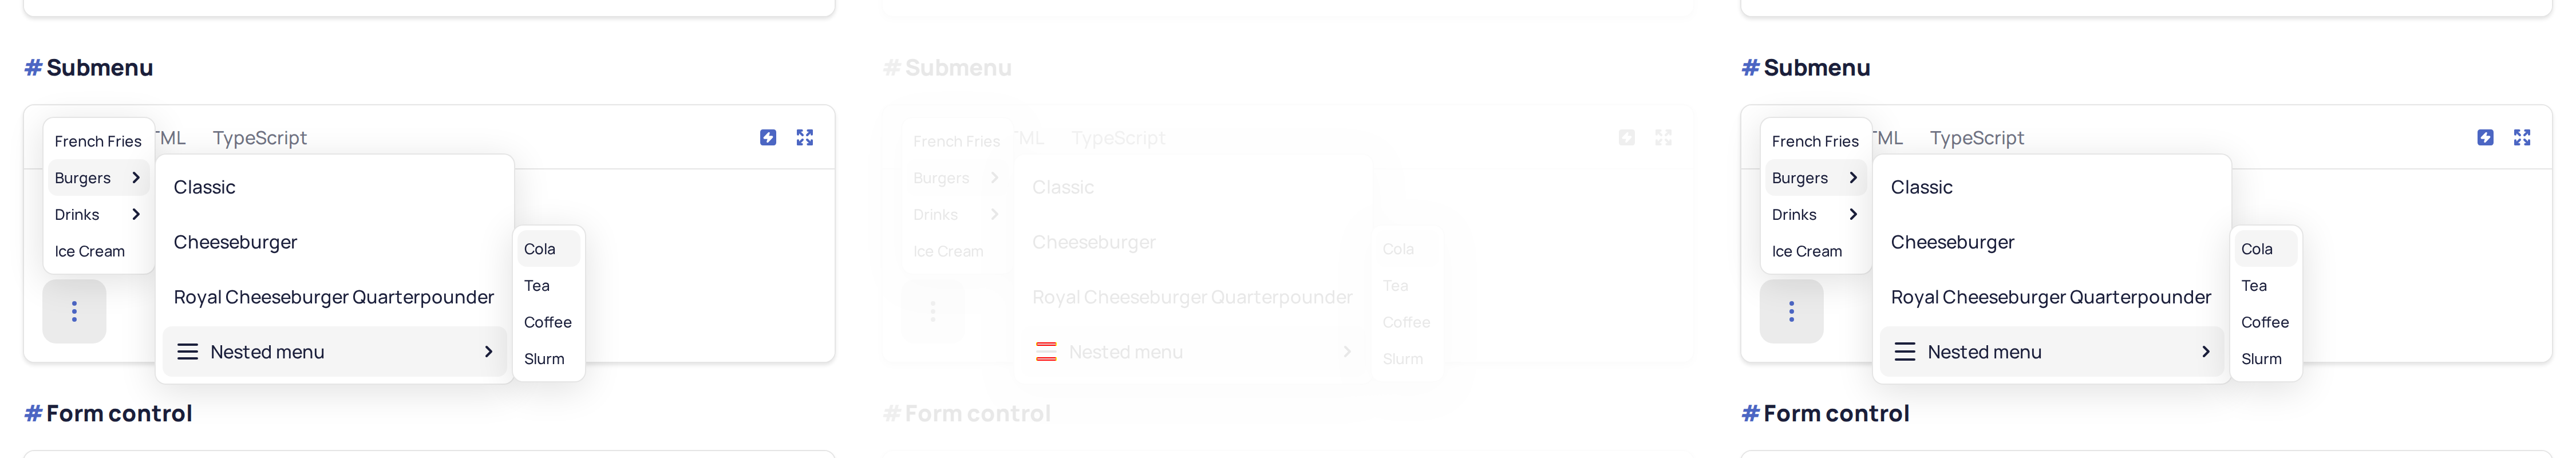 # Submenu
French Fries
Burgers
Drinks
Ice Cream
TML TypeScript
Classic
Cheeseburger
Royal Cheeseburger Quarterpounder
Nested menu
Cola
Tea
Coffee
Slurm
# Form control
# Submenu
French Fries
Burgers
Drinks
Ice Cream
TML TypeScript
Classic
Cheeseburger
Royal Cheeseburger Quarterpounder
Nested menu
Cola
Tea
Coffee
Slurm
# Form control
# Submenu
French Fries
Burgers
Drinks
Ice Cream
TML TypeScript
Classic
Cheeseburger
Royal Cheeseburger Quarterpounder
Nested menu
Cola
Tea
Coffee
Slurm
# Form control